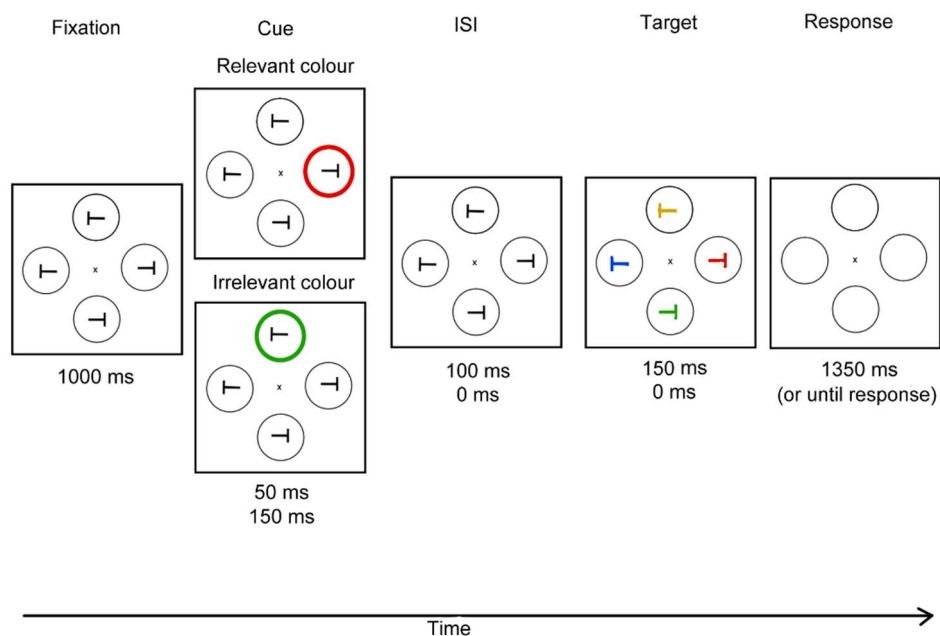 Fixation
Cue
ISI
Target
Response
Relevant colour
Irrelevant colour
1000 ms
50 ms
150 ms
100 ms
0 ms
150 ms
0 ms
1350 ms
(or until response)
Time